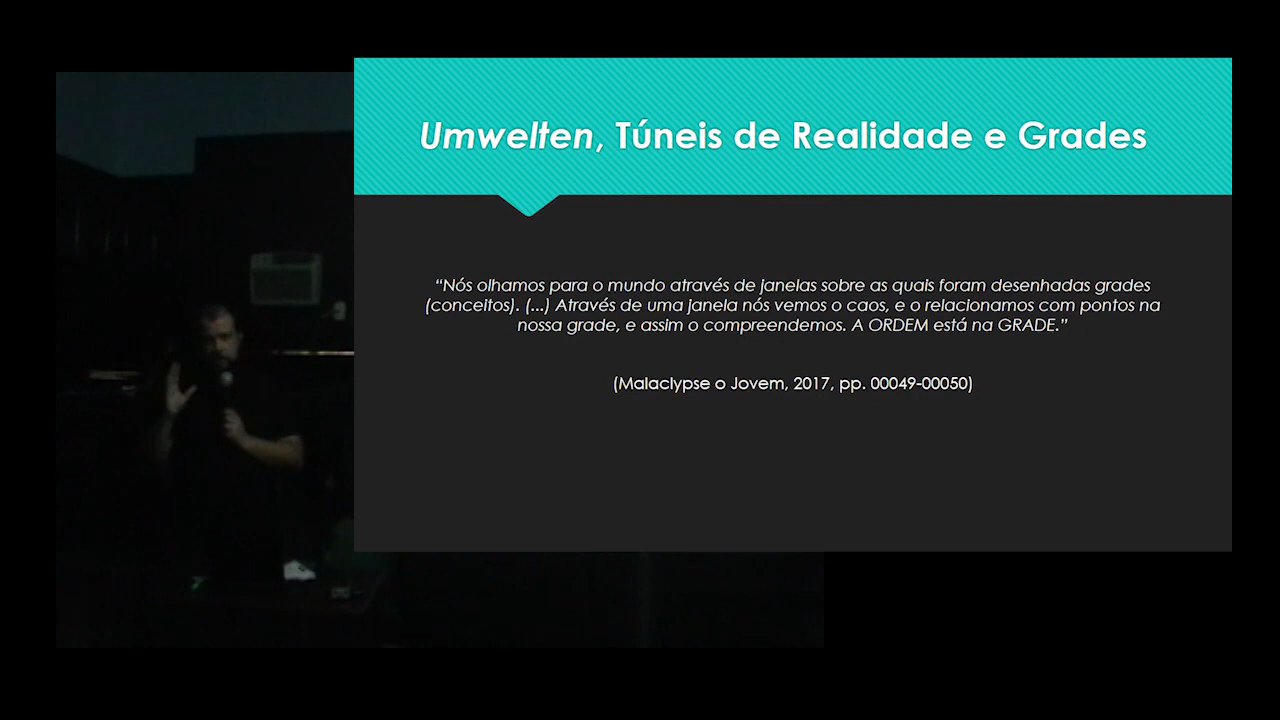 Umwelten, Túneis de Realidade e Grades
“Nós olhamos para o mundo através de janelas sobre as quais foram desenhadas grades
(conceitos). (...) Através de uma janela nós vemos o caos, e o relacionamos com pontos na
nossa grade, e assim o compreendemos. A ORDEM está na GRADE.”
(Malaclypse o Jovem, 2017, pp. 00049-00050)